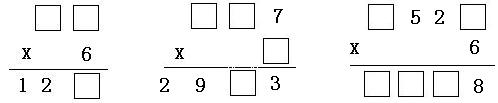 □ □
x 6
1 2 □
□ □ 7
x □
2 9 □ 3
□ 5 2 □
x 6
□ □ □ 8